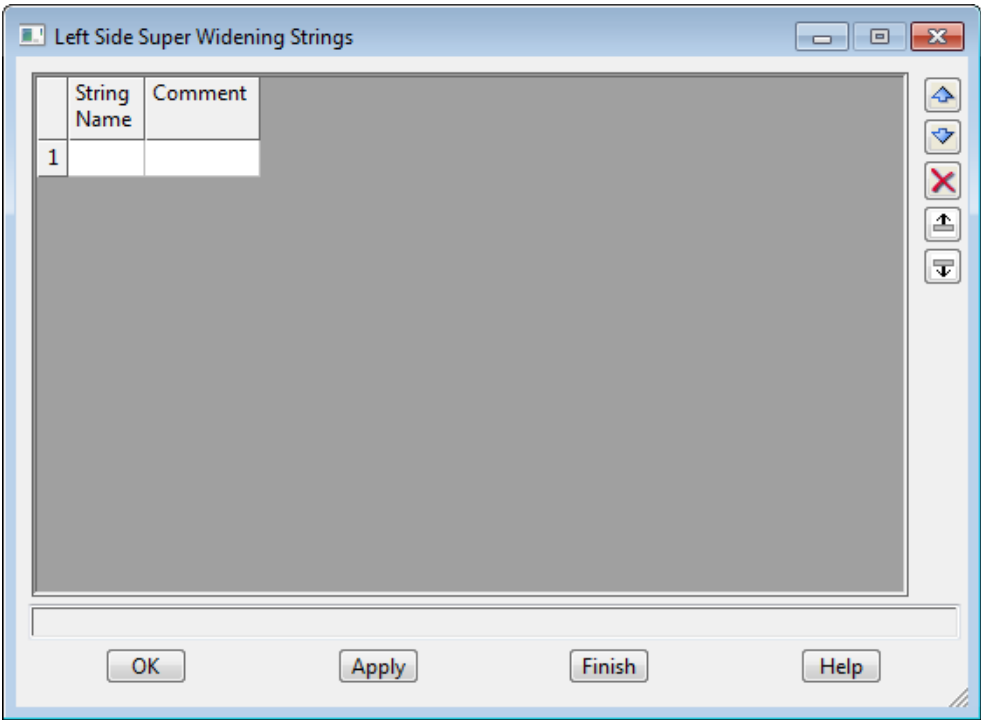 Left Side Super Widening Strings
String Comment
Name
1
OK Apply Finish Help